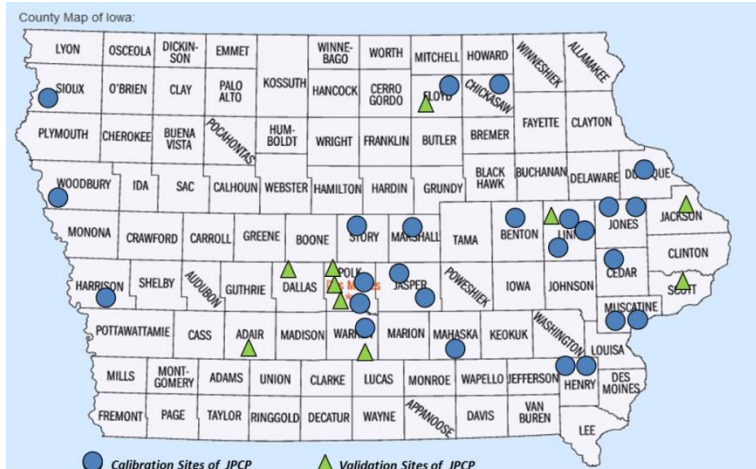 County Map of Iowa:
LYON OSCEOLA DICKIN-
SON EMMET WINNE-
BAGO WORTH MITCHELL HOWARD WINNESHIEK ALLAMAKEE
SIOUX O'BRIEN CLAY PALO
ALTO KOSSUTH HANCOCK CERRO
GORDO FLOYD CHICKASAW
PLYMOUTH CHEROKEE BUENA
VISTA POCAHONTAS HUM-
BOLDT WRIGHT FRANKLIN BUTLER BREMER FAYETTE CLAYTON
WOODBURY IDA SAC CALHOUN WEBSTER HAMILTON HARDIN GRUNDY BLACK
HAWK BUCHANAN DELAWARE
MONONA CRAWFORD CARROLL GREENE BOONE STORY MARSHALL TAMA BENTON JONES JACKSON
CLINTON
HARRISON SHELBY AUDUBON GUTHRIE DALLAS POLK JASPER POWESHIEK IOWA JOHNSON CEDAR SCOTT
MUSCATINE
POTTAWATTAMIE CASS ADAIR MADISON MARION MAHASKA KEOKUK WASHINGTON LOUISA
MILLS MONT-
GOMERY ADAMS UNION CLARKE LUCAS MONROE WAPELLO JEFFERSON HENRY DES
MOINES
FREMONT PAGE TAYLOR RINGGOLD DECATUR WAYNE APPANOOSE DAVIS VAN
BUREN LEE
Calibration Sites of JPCP Validation Sites of JPCP